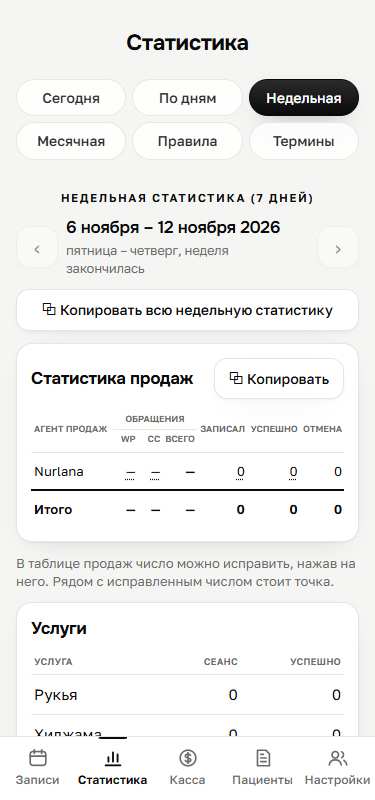 Статистика
Сегодня
По дням
Недельная
Месячная
Правила
Термины
НЕДЕЛЬНАЯ СТАТИСТИКА (7 ДНЕЙ)
6 ноября – 12 ноября 2026
пятница – четверг, неделя
закончилась
Копировать всю недельную статистику
Статистика продаж
Копировать
АГЕНТ ПРОДАЖ ОБРАЩЕНИЯ ЗАПИСАЛ УСПЕШНО ОТМЕНА
WP CC ВСЕГО
Nurlana — — — 0 0 0
Итого — — — 0 0 0
В таблице продаж число можно исправить, нажав на
него. Рядом с исправленным числом стоит точка.
Услуги
УСЛУГА СЕАНС УСПЕШНО
Рукья 0 0
Хиджама 0 0
Записи
Статистика
Касса
Пациенты
Настройки